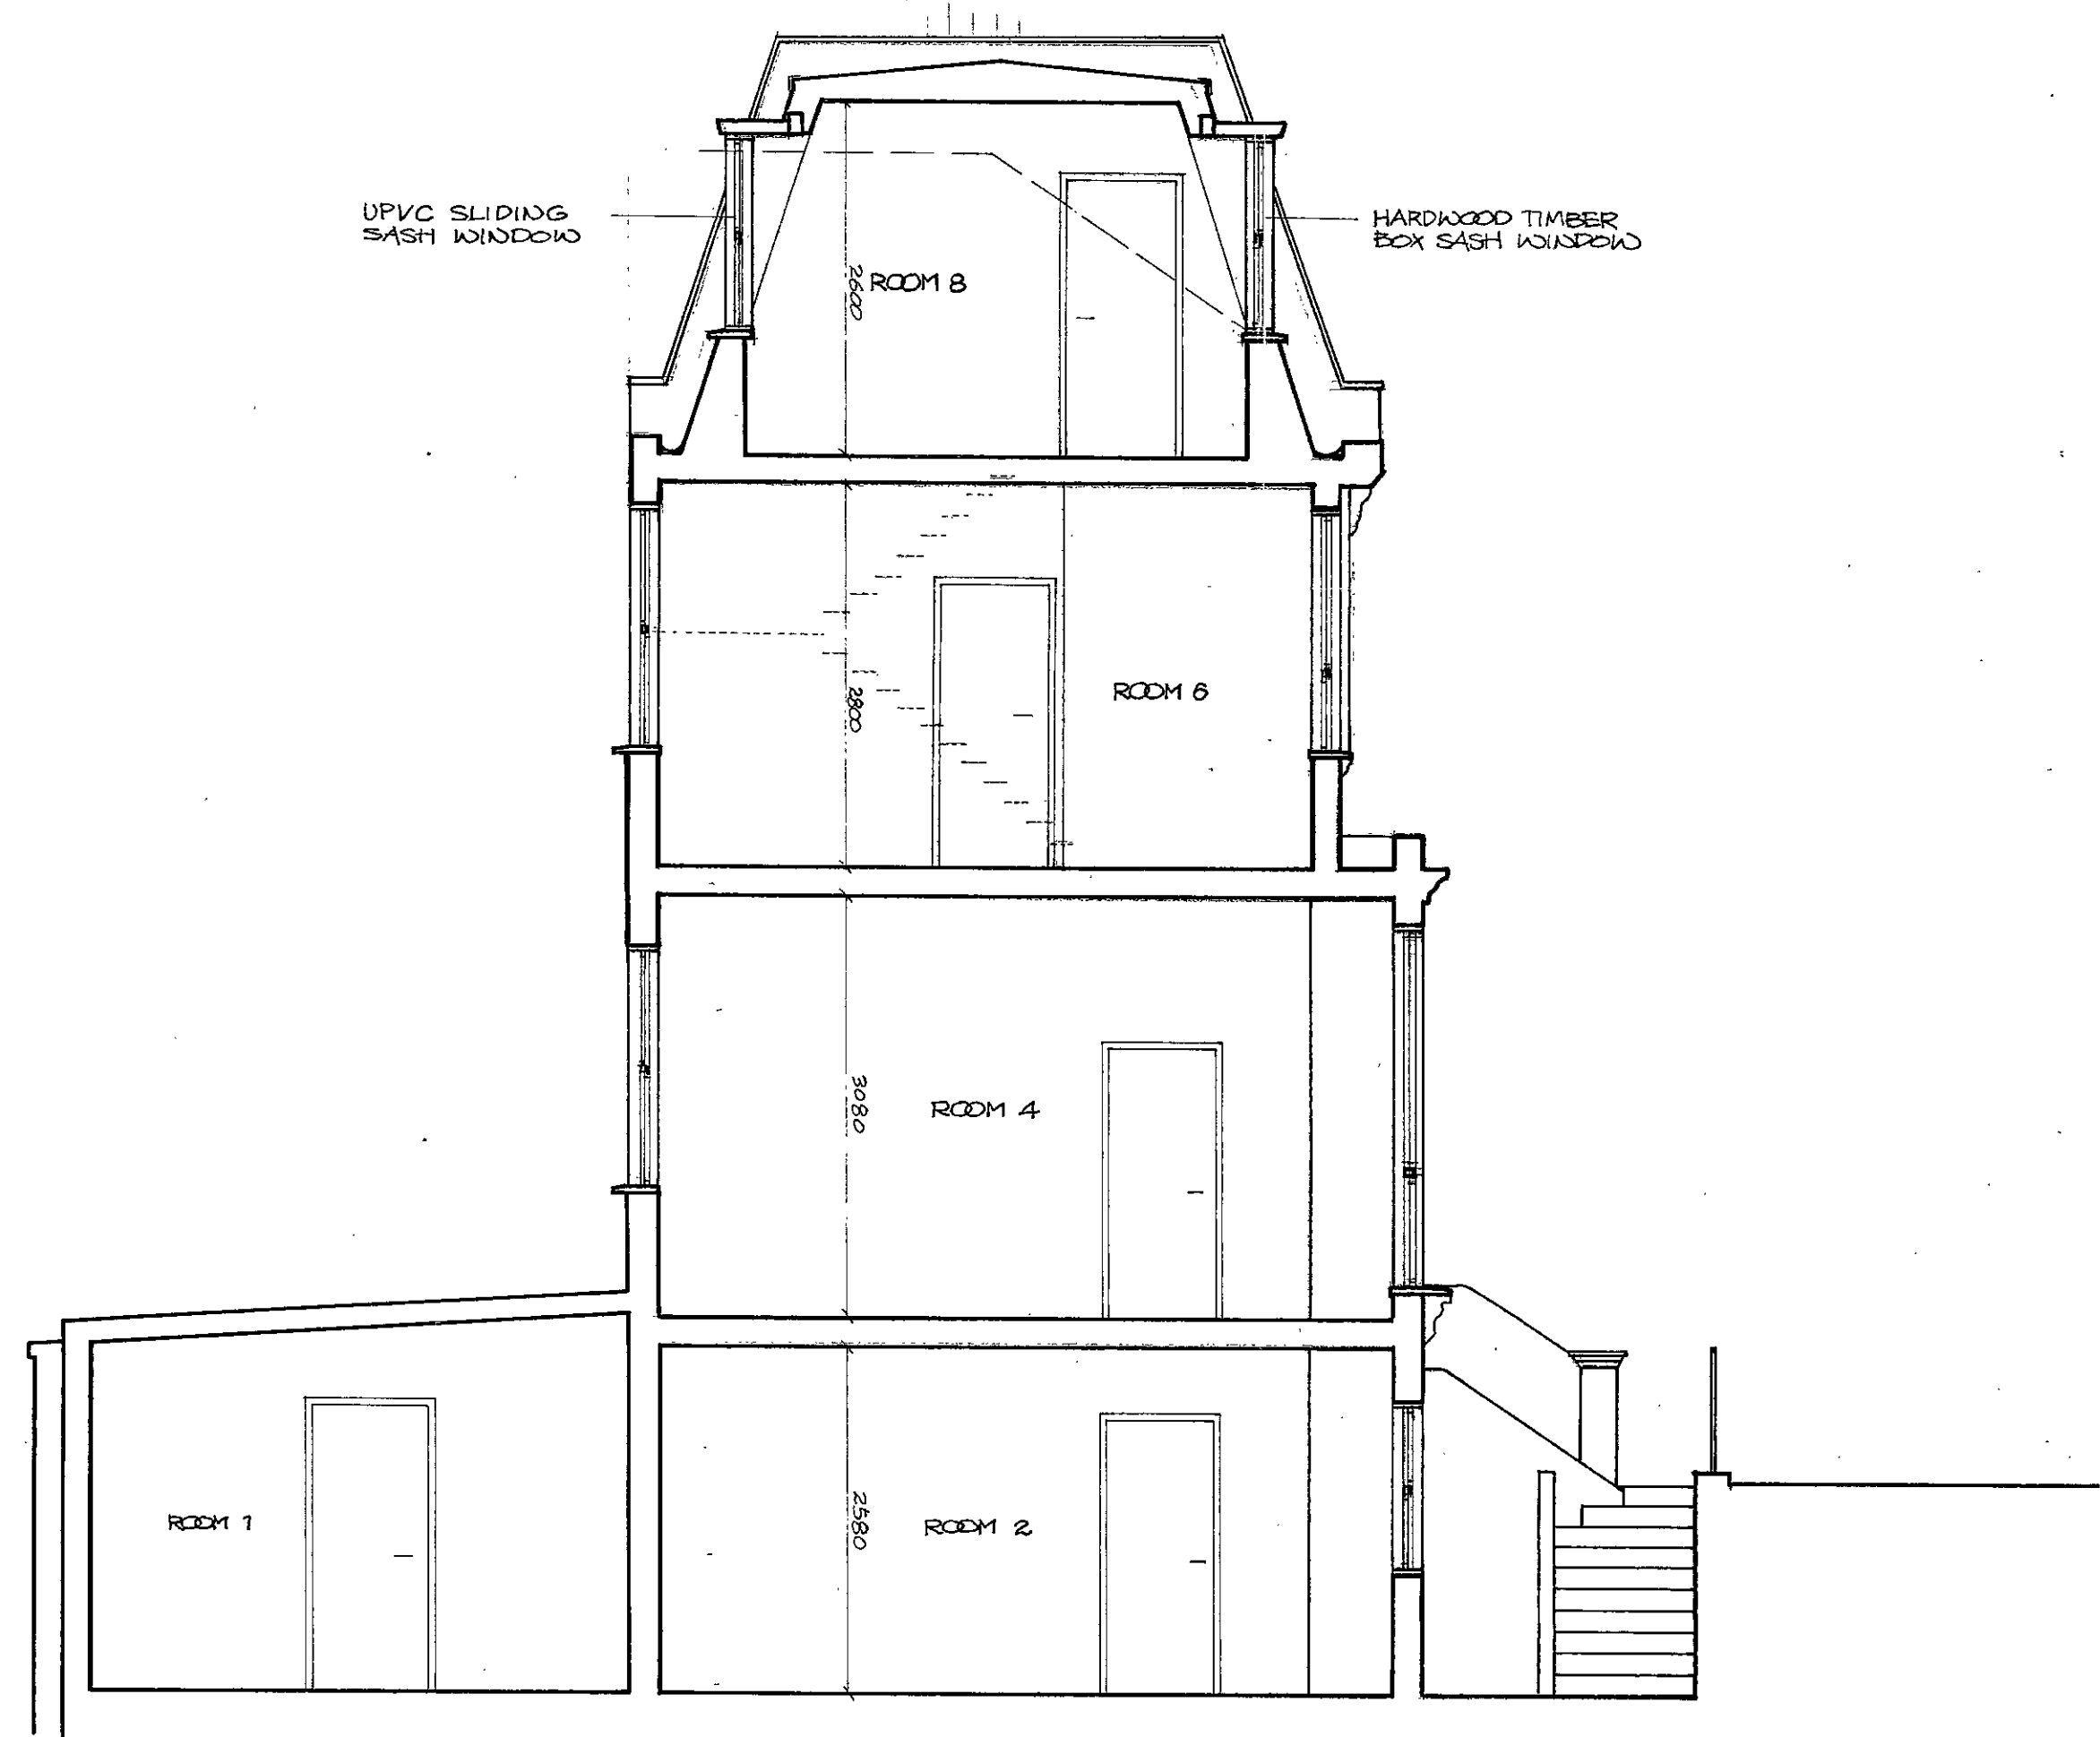 UPVC SLIDING
SASH WINDOW
HARDWOOD TIMBER
BOX SASH WINDOW
2600
ROOM 8
2800
ROOM 6
3080
ROOM 4
ROOM 1
2580
ROOM 2